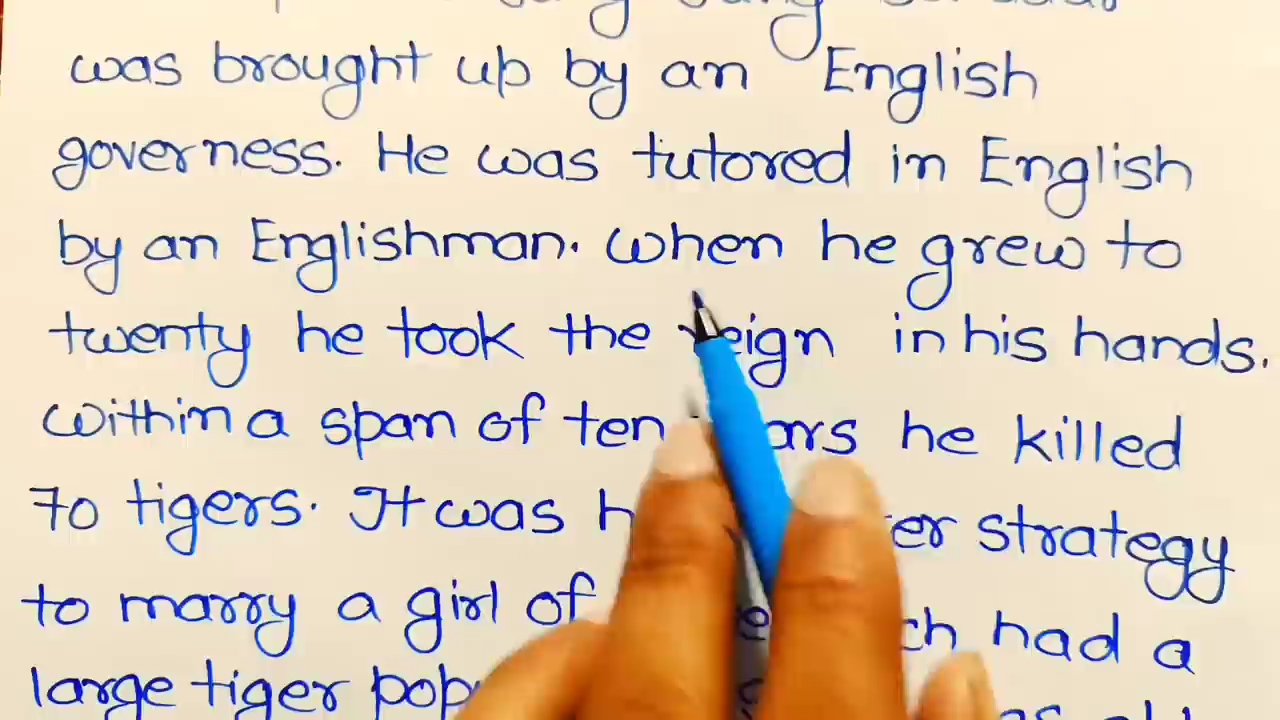 was brought up by an English
governess. He was tutored in English
by an Englishman. When he grew to
twenty he took the reign in his hands.
within a span of ten he killed
70 tigers. It was strategy
to marry a girl of had a
large tiger